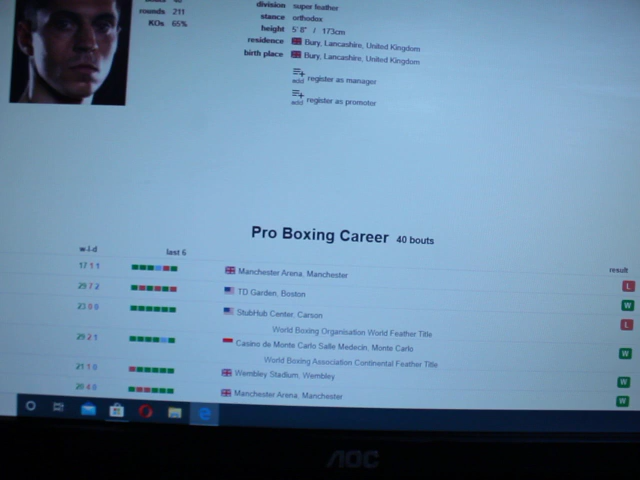 division super feather
rounds 211
stance orthodox
KOs 65%
height 5' 8" / 173cm
residence Bury, Lancashire, United Kingdom
birth place Bury, Lancashire, United Kingdom
add register as manager
add register as promoter
Pro Boxing Career 40 bouts
w-l-d last 6 result
17 1 1 Manchester Arena, Manchester L
29 7 2 TD Garden, Boston W
23 0 0 StubHub Center, Carson L
World Boxing Organisation World Feather Title
29 2 1 Casino de Monte Carlo Salle Medecin, Monte Carlo W
World Boxing Association Continental Feather Title
21 1 0 Wembley Stadium, Wembley W
20 4 0 Manchester Arena, Manchester W
AOC